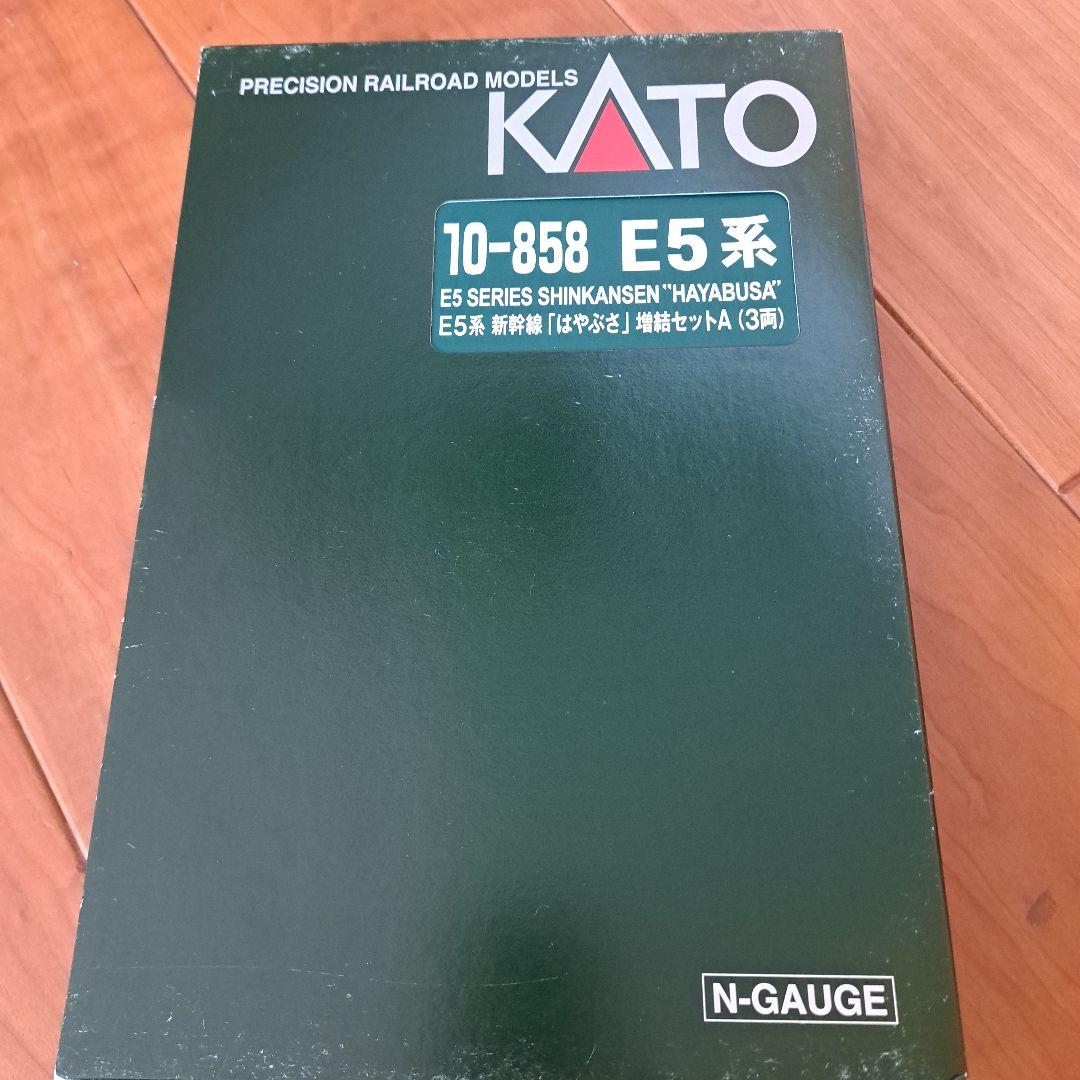 PRECISION RAILROAD MODELS
KATO
10-858 E5系
E5 SERIES SHINKANSEN "HAYABUSA"
E5系 新幹線「はやぶさ」増結セットA(3両)
N-GAUGE